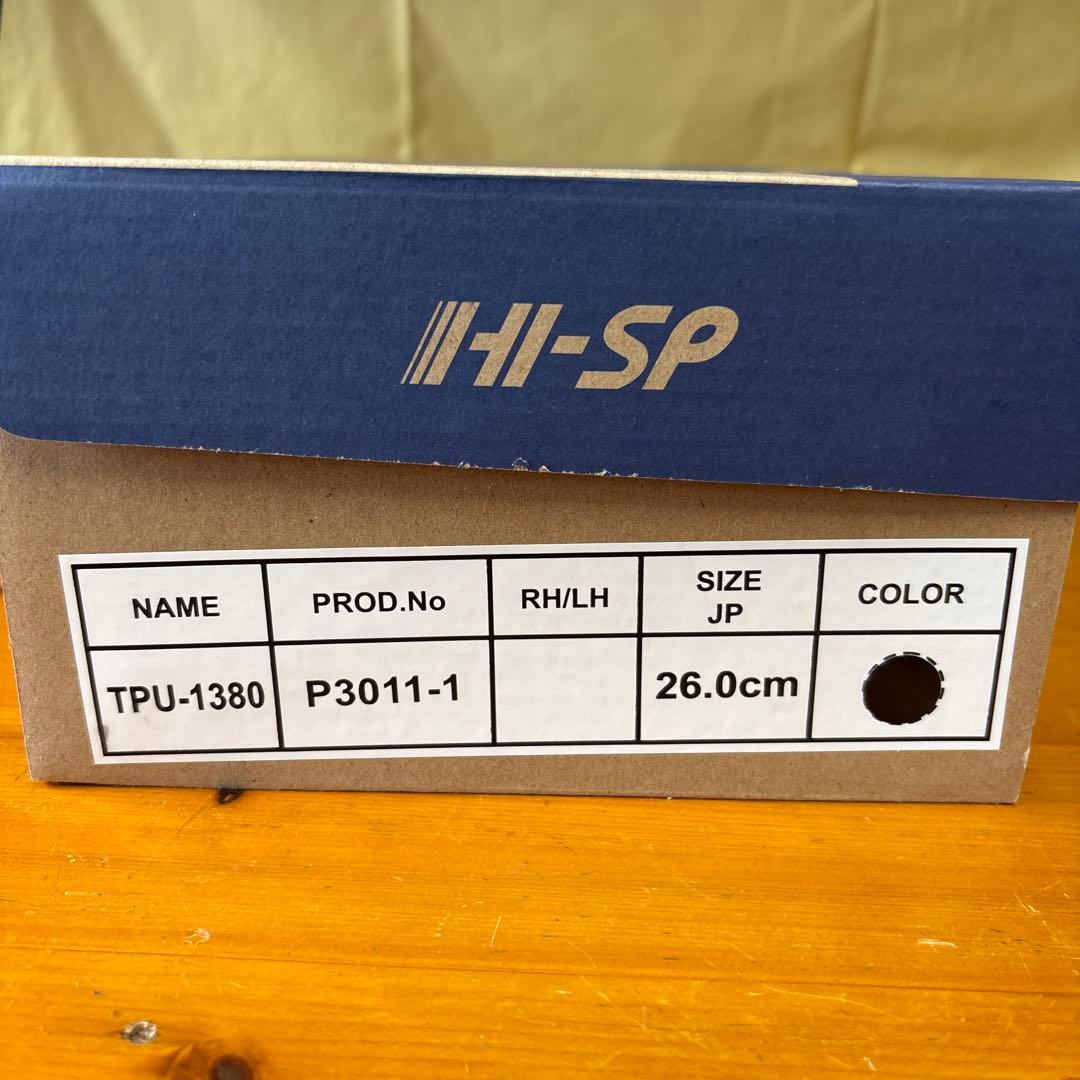 HI-SP
NAME PROD.No RH/LH SIZE JP COLOR
TPU-1380 P3011-1 26.0cm